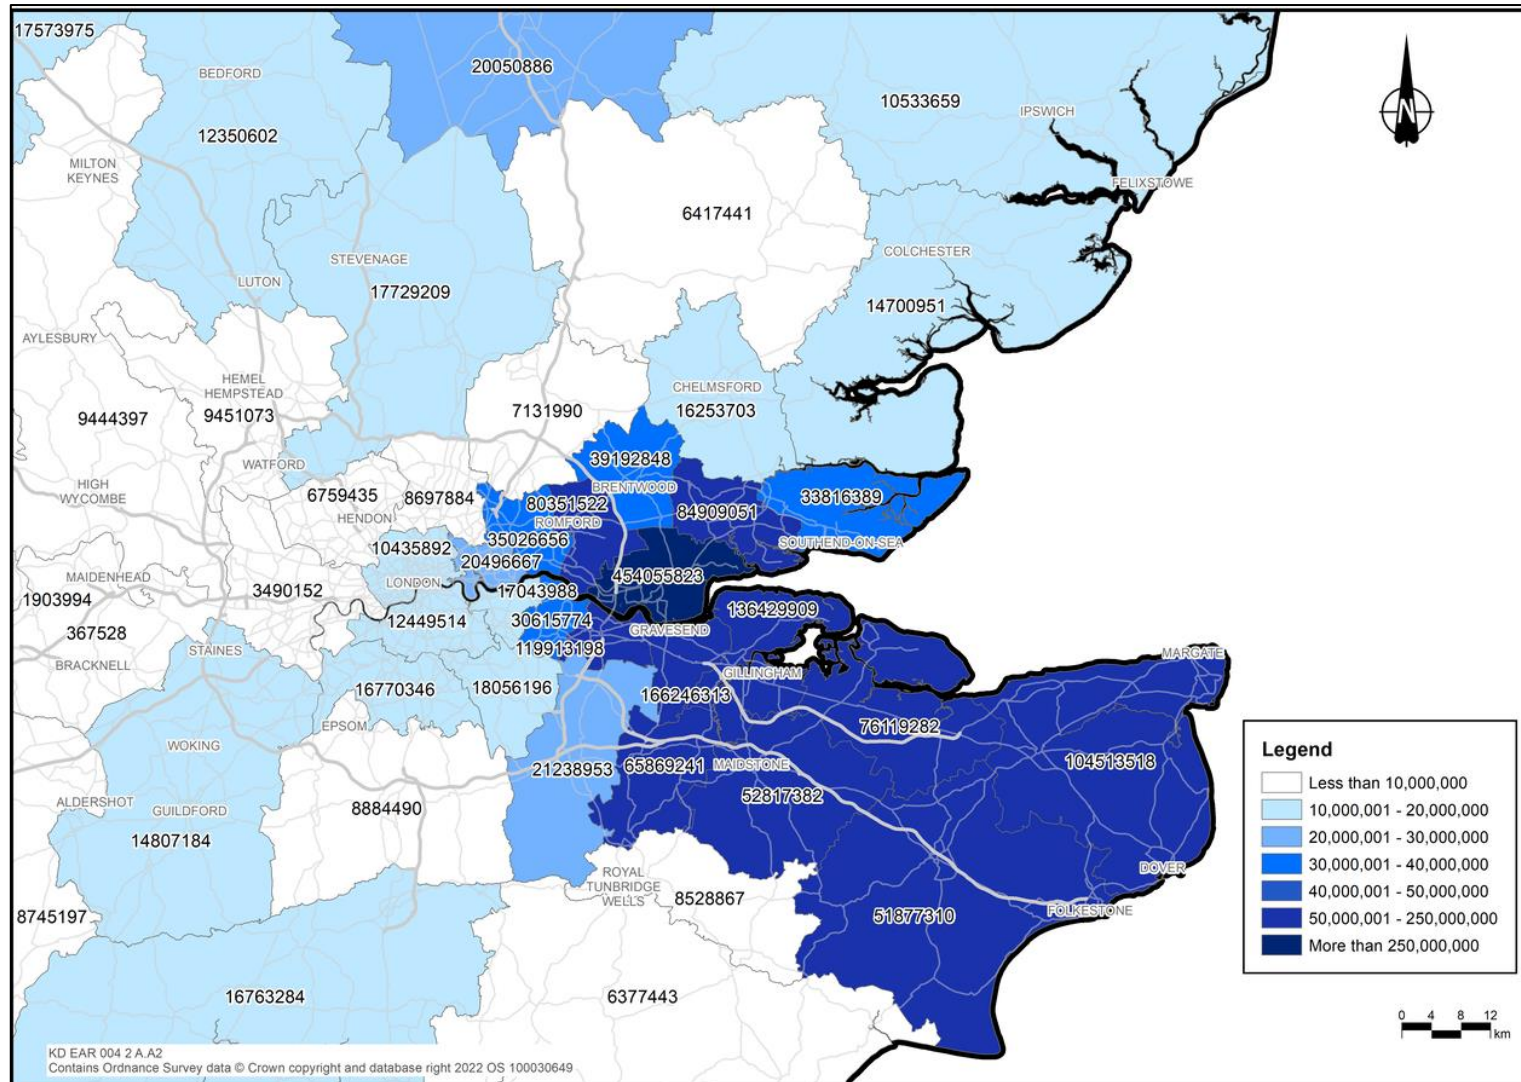 17573975
20050886
BEDFORD
10533659
IPSWICH
N
12350602
MILTON
KEYNES
FELIXSTOWE
6417441
COLCHESTER
STEVENAGE
LUTON
17729209
14700951
AYLESBURY
HEMEL
HEMPSTEAD
CHELMSFORD
9444397
9451073
7131990
16253703
WATFORD
39192848
HIGH
WYCOMBE
BRENTWOOD
6759435
8697884
80351522
84909051
33816389
HENDON
ROMFORD
35026656
SOUTHEND-ON-SEA
10435892
20496667
MAIDENHEAD
454055823
LONDON
1903994
3490152
17043988
136429909
367528
12449514
30615774
GRAVESEND
STAINES
119913198
BRACKNELL
MARGATE
GILLINGHAM
16770346
18056196
166246313
EPSOM
76119282
WOKING
104513518
21238953
65869241
MAIDSTONE
52817382
ALDERSHOT
GUILDFORD
8884490
14807184
DOVER
ROYAL
TUNBRIDGE
WELLS
8528867
8745197
51877310
FOLKESTONE
16763284
6377443
Legend
Less than 10,000,000
10,000,001 - 20,000,000
20,000,001 - 30,000,000
30,000,001 - 40,000,000
40,000,001 - 50,000,000
50,000,001 - 250,000,000
More than 250,000,000
0 4 8 12
km
KD EAR 004 2 A.A2
Contains Ordnance Survey data © Crown copyright and database right 2022 OS 100030649